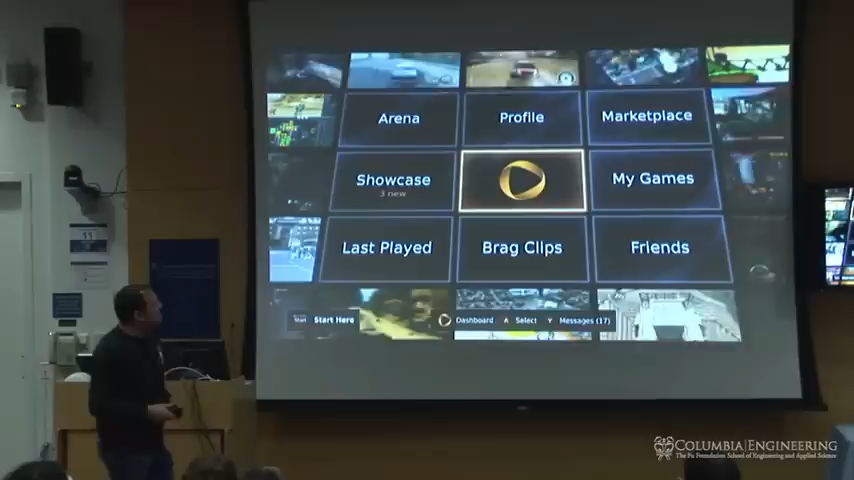 Arena
Profile
Marketplace
Showcase
3 new
My Games
Last Played
Brag Clips
Friends
Start
Start Here
Dashboard
A Select
Y Messages (17)
11
COLUMBIA|ENGINEERING
The Fu Foundation School of Engineering and Applied Science